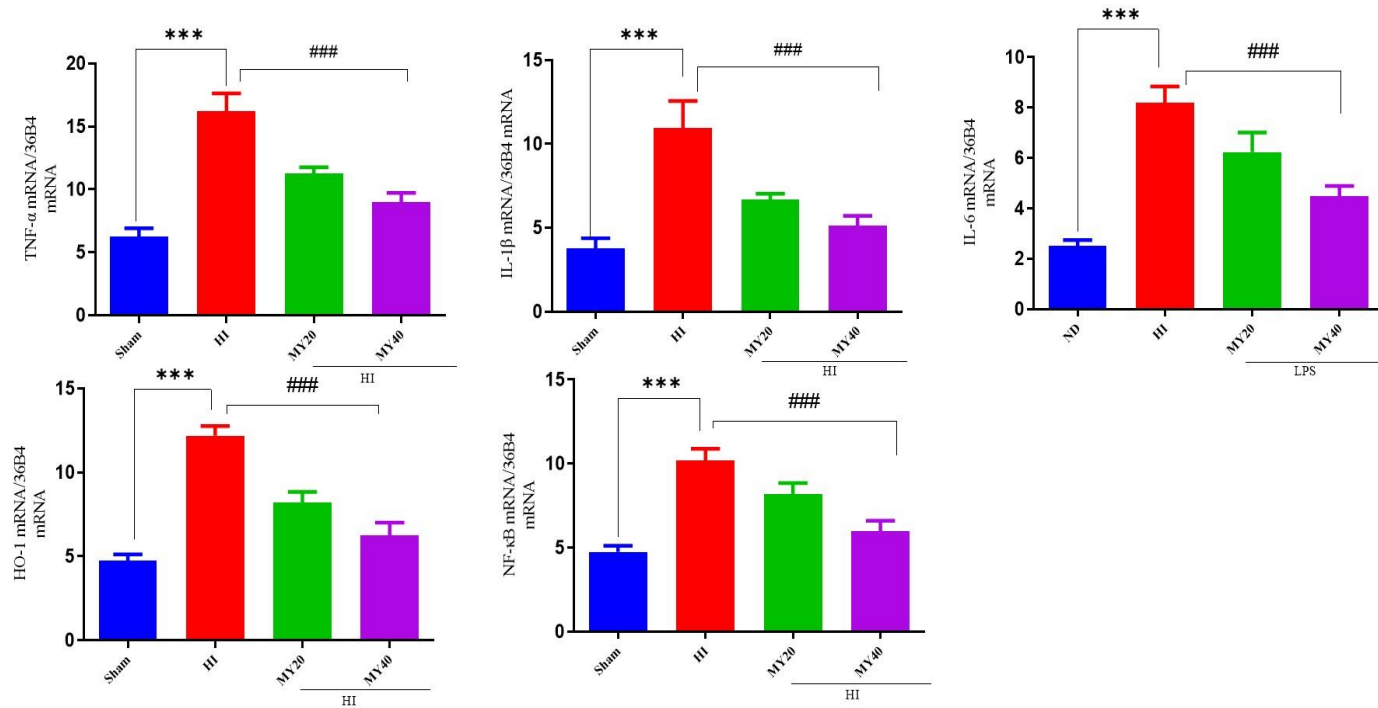 ***
###
20
15
10
5
0
TNF-α mRNA/36B4
mRNA
Sham
HI
MY20
MY40
HI
***
###
15
10
5
0
IL-1β mRNA/36B4 mRNA
Sham
HI
MY20
MY40
HI
***
###
10
8
6
4
2
0
IL-6 mRNA/36B4
mRNA
ND
HI
MY20
MY40
LPS
***
###
15
10
5
0
HO-1 mRNA/36B4
mRNA
Sham
HI
MY20
MY40
HI
***
###
15
10
5
0
NF-κB mRNA/36B4
mRNA
Sham
HI
MY20
MY40
HI